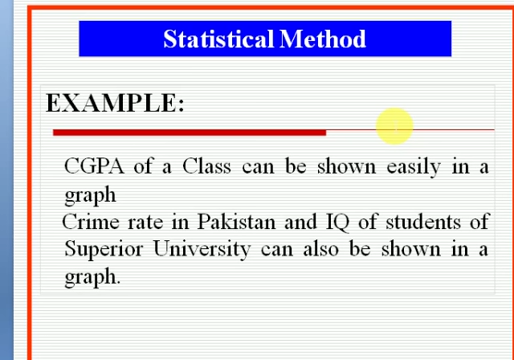 Statistical Method
EXAMPLE:
CGPA of a Class can be shown easily in a
graph
Crime rate in Pakistan and IQ of students of
Superior University can also be shown in a
graph.